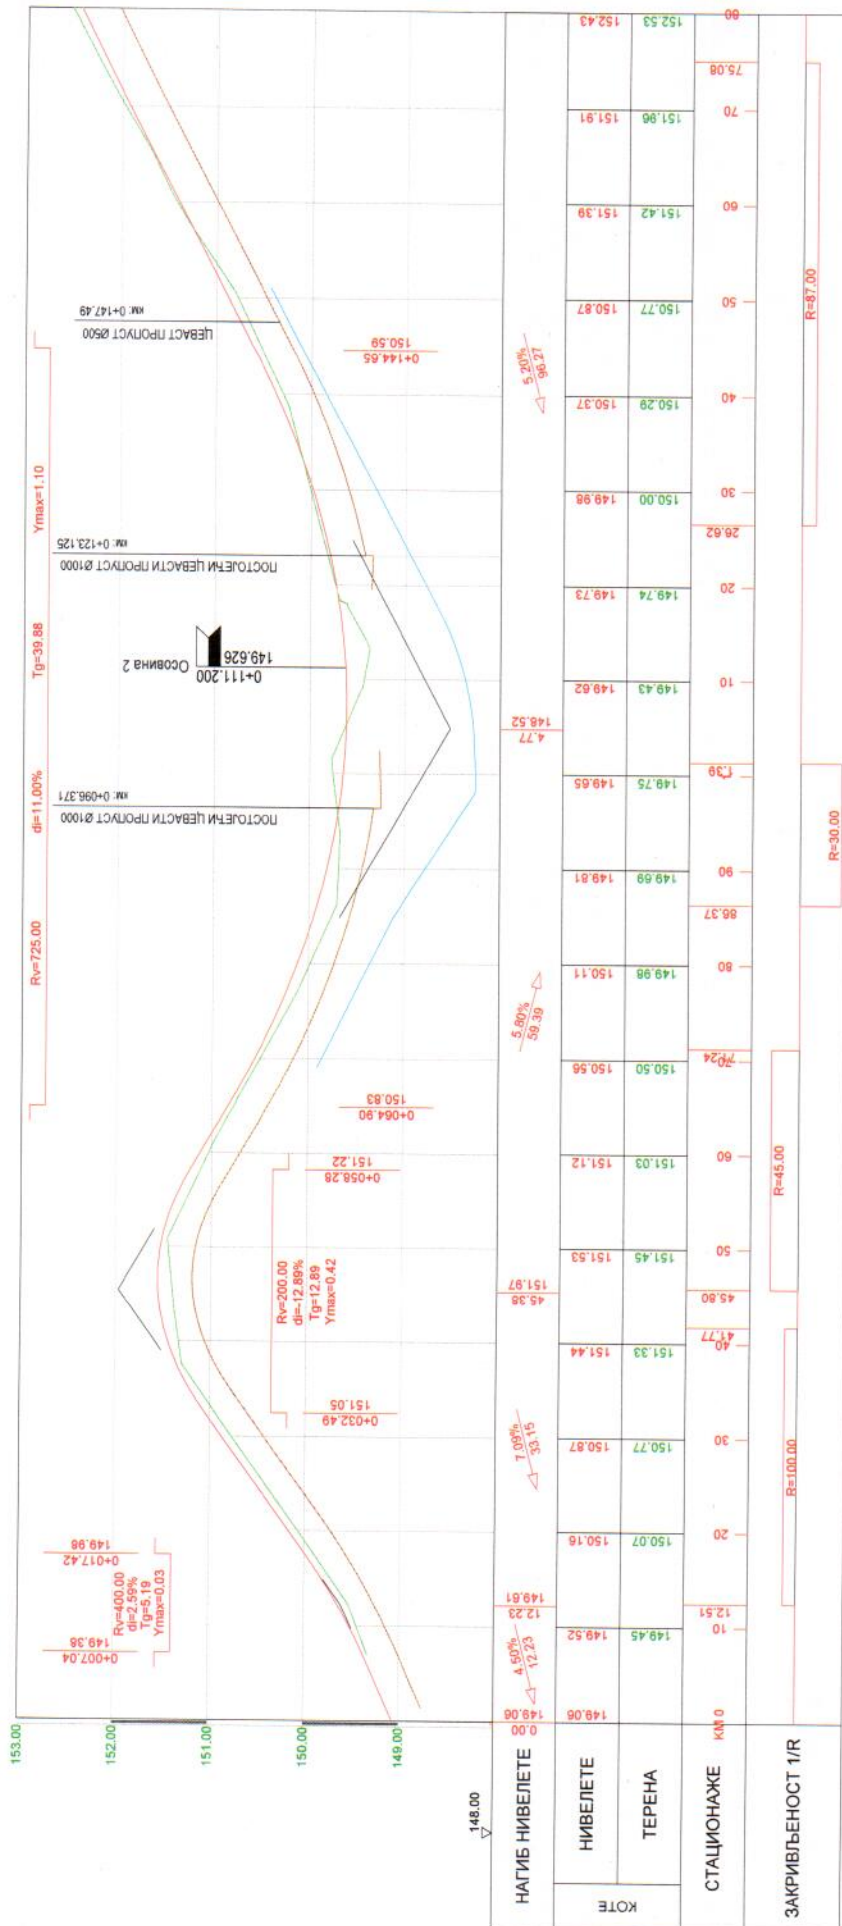 153.00
152.00
151.00
150.00
149.00
148.00
0+007.04
149.38
Rv=400.00
di=2.59%
Tg=5.19
Ymax=0.03
0+017.42
149.98
0+032.49
151.05
Rv=200.00
di=-12.89%
Tg=12.89
Ymax=0.42
0+058.28
151.22
0+064.90
150.83
Rv=725.00
di=11.00%
Tg=39.88
Ymax=1.10
ПОСТОЈЕЋИ ЦЕВАСТИ ПРОПУСТ Ø1000
км: 0+096.371
Осовина 2
0+111.200
149.626
ПОСТОЈЕЋИ ЦЕВАСТИ ПРОПУСТ Ø1000
км: 0+123.125
0+144.65
150.59
ЦЕВАСТ ПРОПУСТ Ø500
км: 0+147.49
НАГИБ НИВЕЛЕТЕ
0.00
149.06
4.50%
12.23
12.23
149.61
7.09%
33.15
45.38
151.97
5.80%
59.39
4.77
148.52
5.20%
96.27
КОТЕ
НИВЕЛЕТЕ
149.06 149.52 150.16 150.87 151.44 151.53 151.12 150.56 150.11 149.81 149.65 149.62 149.73 149.98 150.37 150.87 151.39 151.91 152.43
ТЕРЕНА
149.45 150.07 150.77 151.33 151.45 151.03 150.50 149.98 149.69 149.75 149.43 149.74 150.00 150.29 150.77 151.42 151.96 152.53
СТАЦИОНАЖЕ
КМ 0 10 12.51 20 30 40 41.77 45.80 50 60 70 71.24 80 86.37 90 1.39 10 20 26.62 30 40 50 60 70 75.08 80
ЗАКРИВЉЕНОСТ 1/R
R=100.00
R=45.00
R=30.00
R=87.00